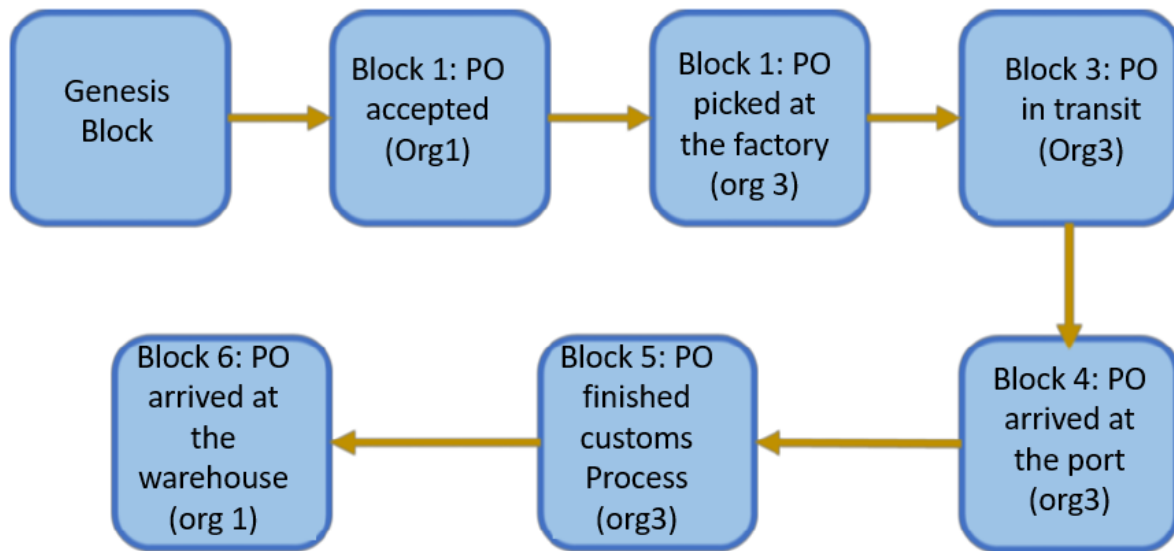 Genesis
Block
Block 1: PO
accepted
(Org1)
Block 1: PO
picked at
the factory
(org 3)
Block 3: PO
in transit
(Org3)
Block 4: PO
arrived at
the port
(org3)
Block 5: PO
finished
customs
Process
(org3)
Block 6: PO
arrived at
the
warehouse
(org 1)